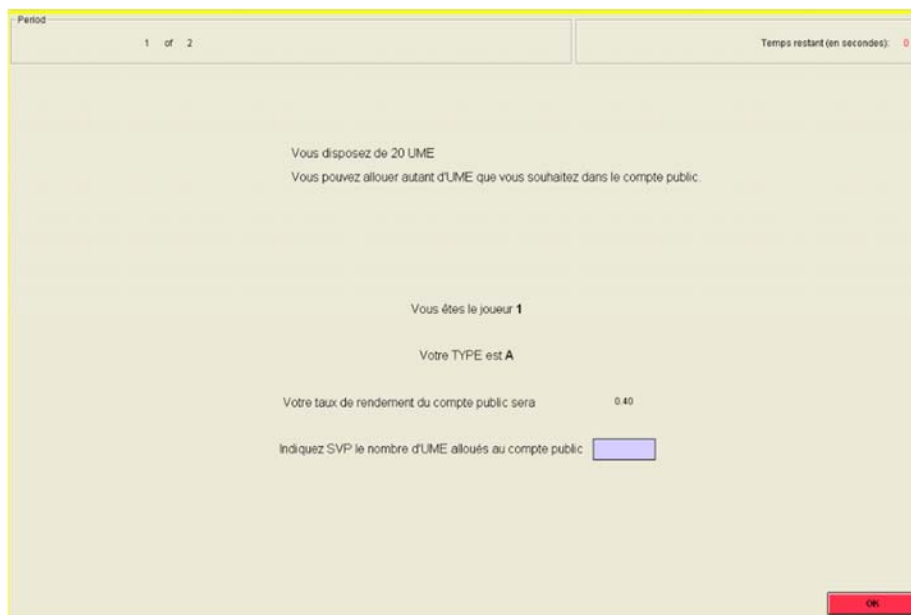 Period
1 of 2
Temps restant (en secondes): 0
Vous disposez de 20 UME
Vous pouvez allouer autant d'UME que vous souhaitez dans le compte public.
Vous êtes le joueur 1
Votre TYPE est A
Votre taux de rendement du compte public sera 0.40
Indiquez SVP le nombre d'UME alloués au compte public
OK